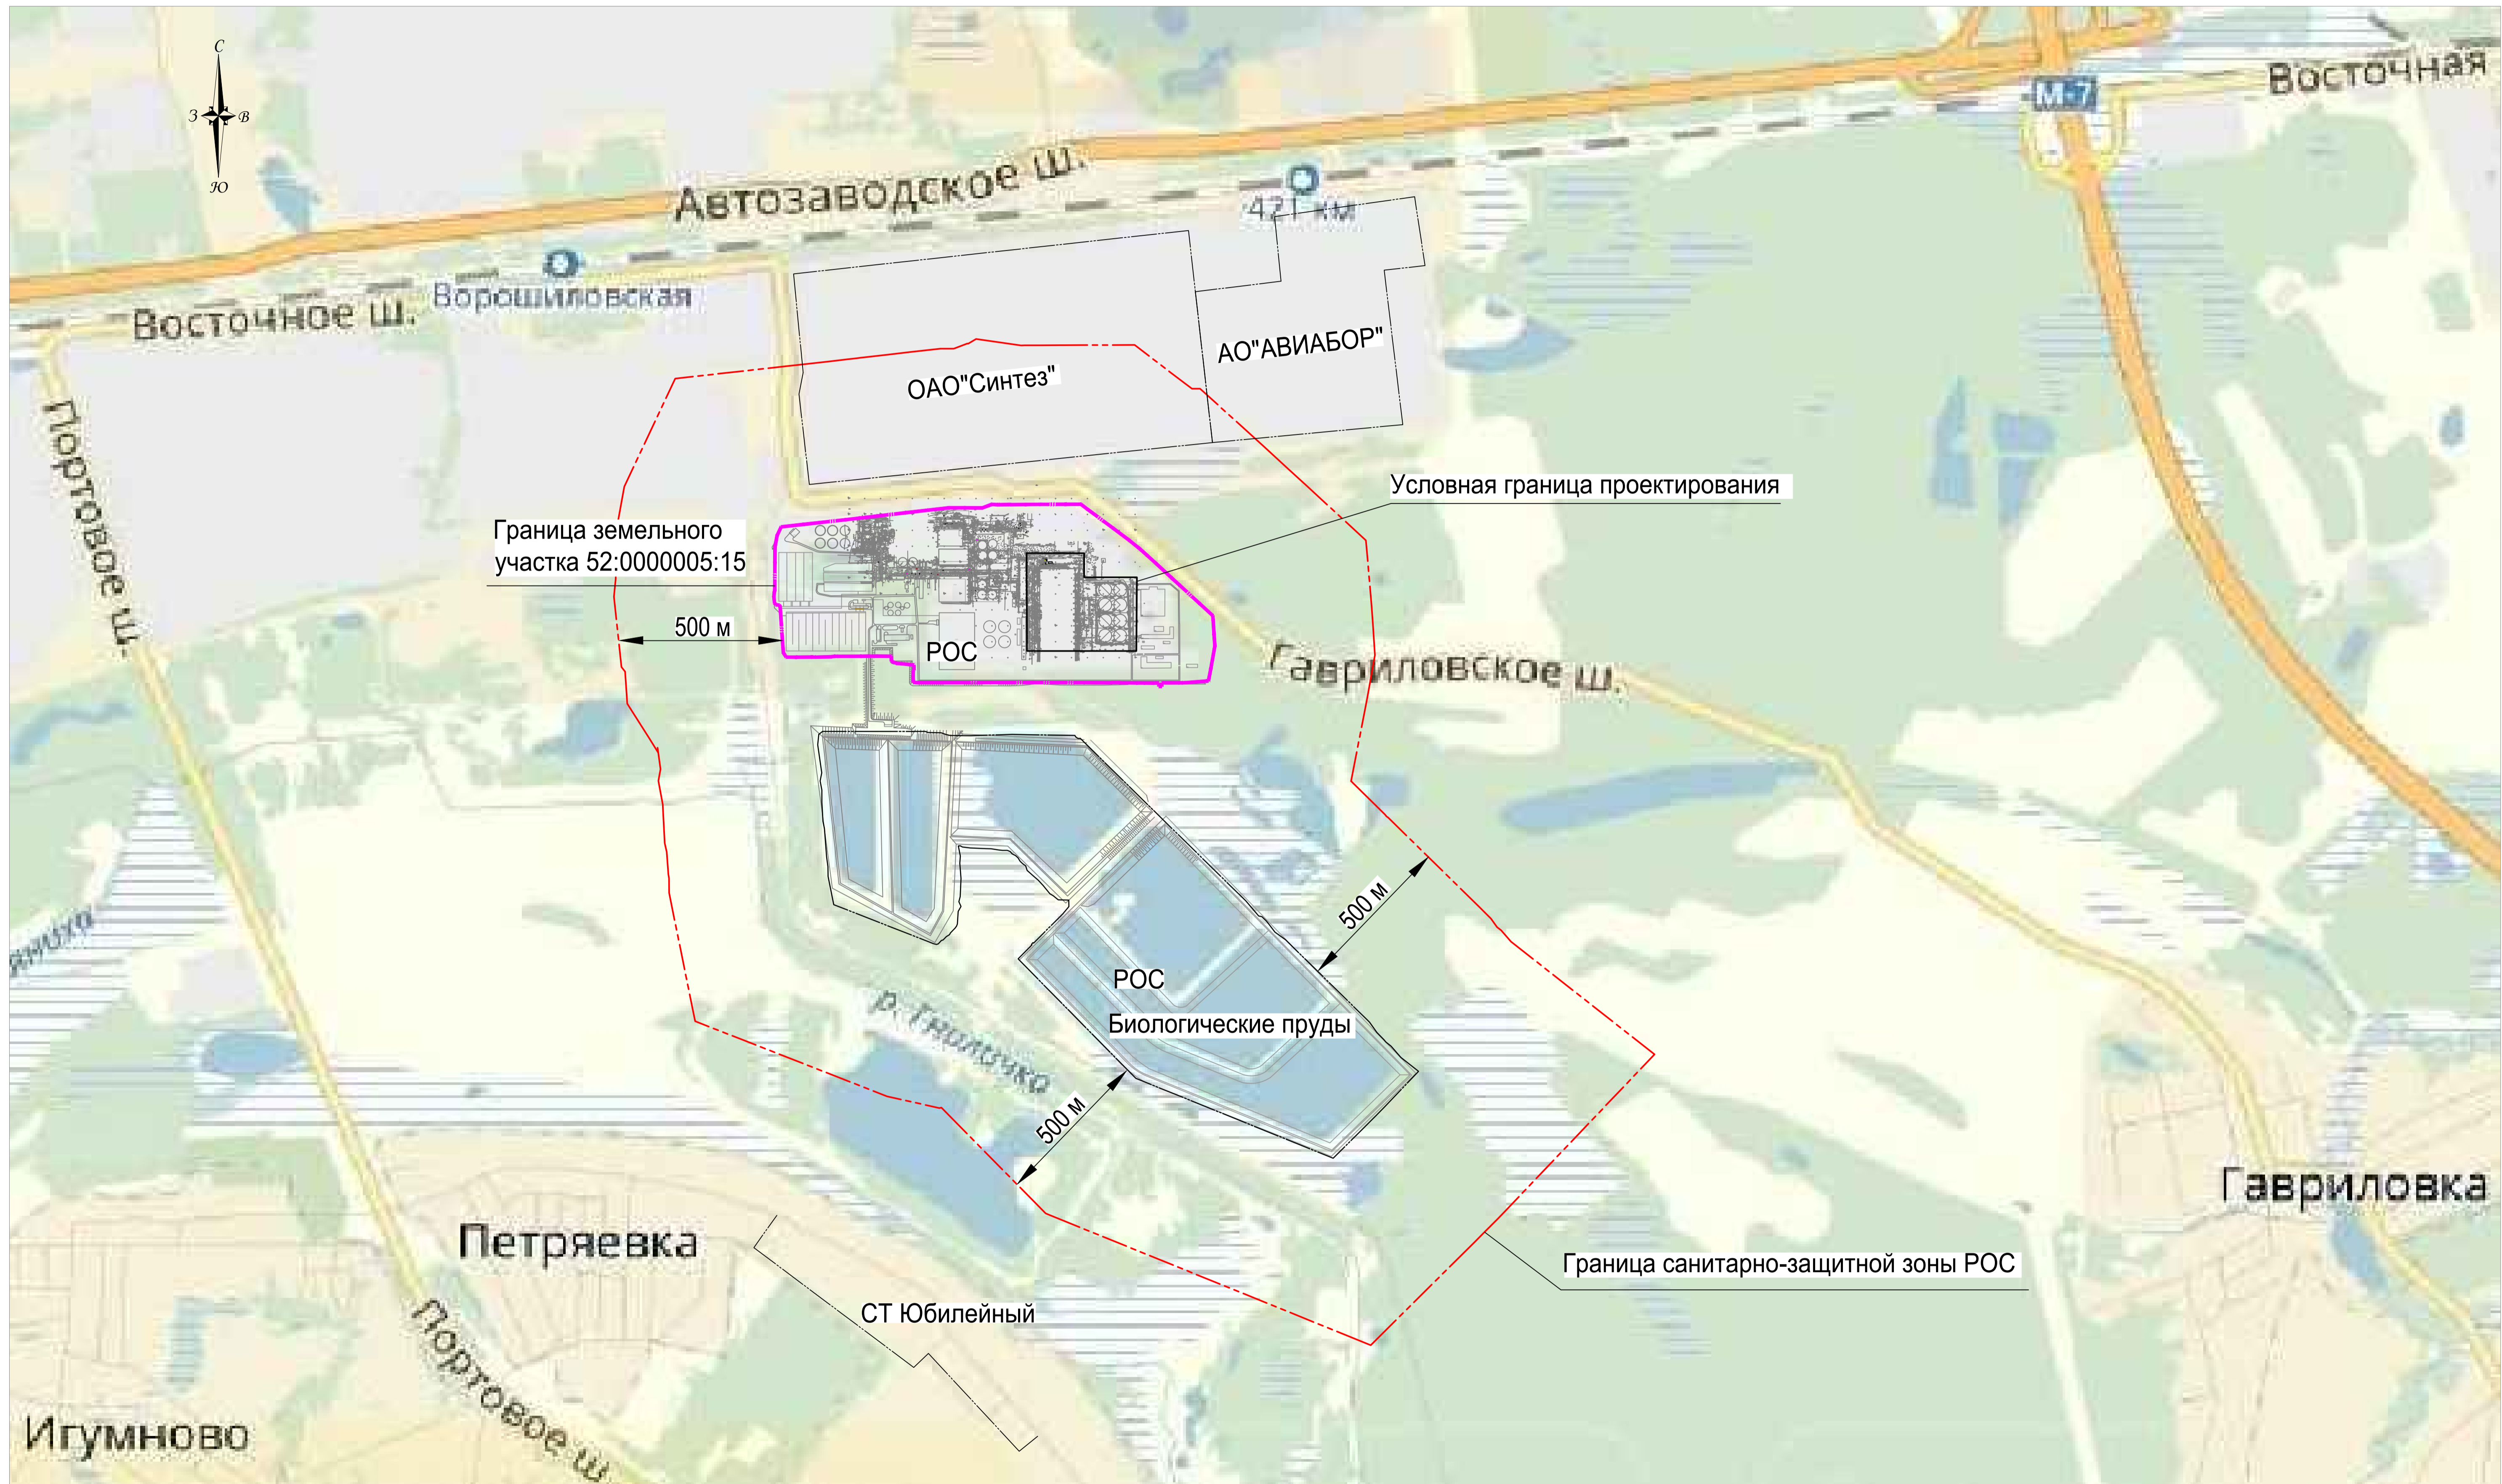 С
З
В
Ю
Восточная
М-7
Автозаводское ш.
421 км
Ворошиловская
Восточное ш.
АО"АВИАБОР"
ОАО"Синтез"
Портовое ш.
Условная граница проектирования
Граница земельного
участка 52:0000005:15
500 м
РОС
Гавриловское ш.
500 м
РОС
Биологические пруды
500 м
Гавриловка
Петряевка
Граница санитарно-защитной зоны РОС
СТ Юбилейный
Портовое ш
Игумново